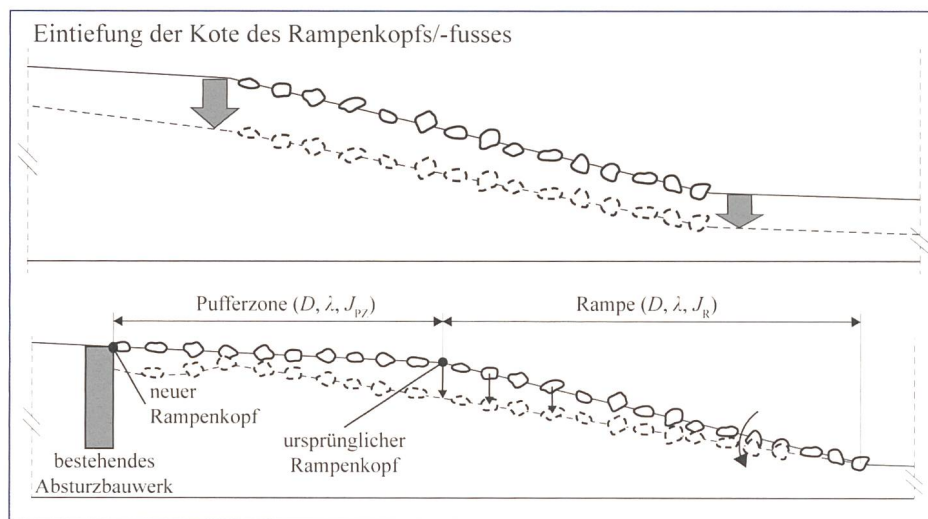 Eintiefung der Kote des Rampenkopfs/-fusses
Pufferzone (D, λ, J_PZ)
Rampe (D, λ, J_R)
neuer
Rampenkopf
ursprünglicher
Rampenkopf
bestehendes
Absturzbauwerk